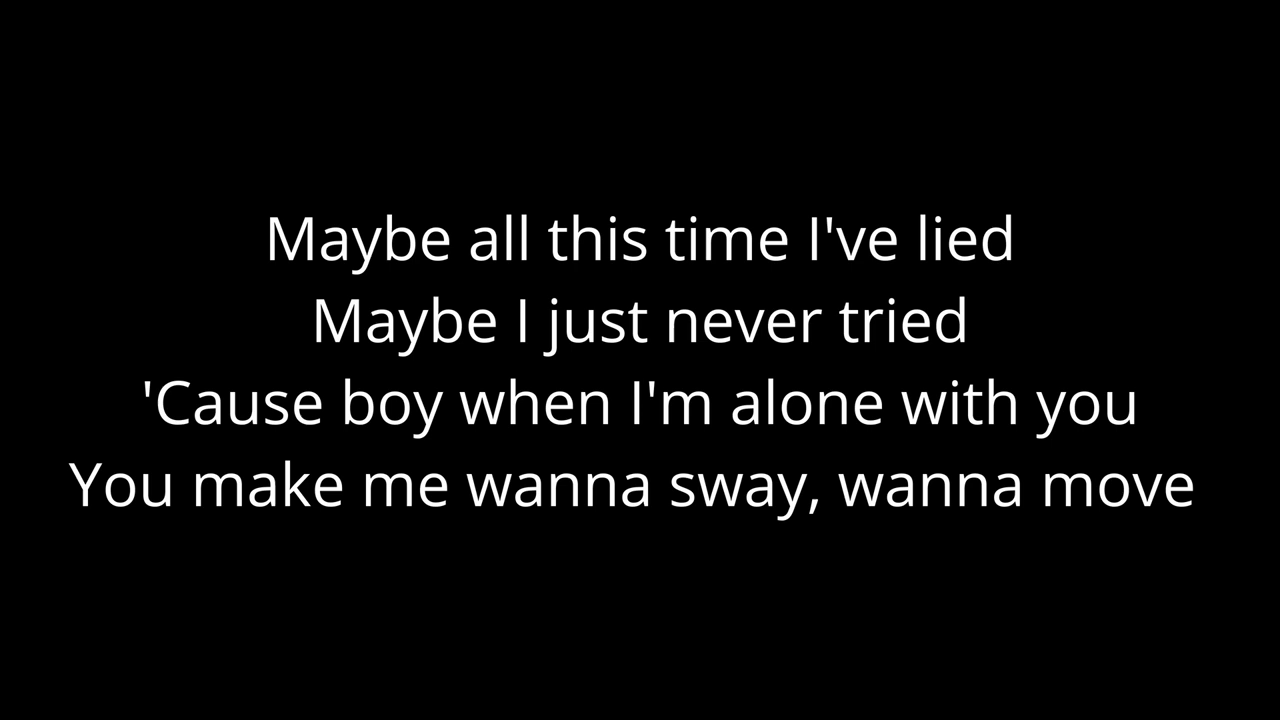 Maybe all this time I've lied
Maybe I just never tried
'Cause boy when I'm alone with you
You make me wanna sway, wanna move